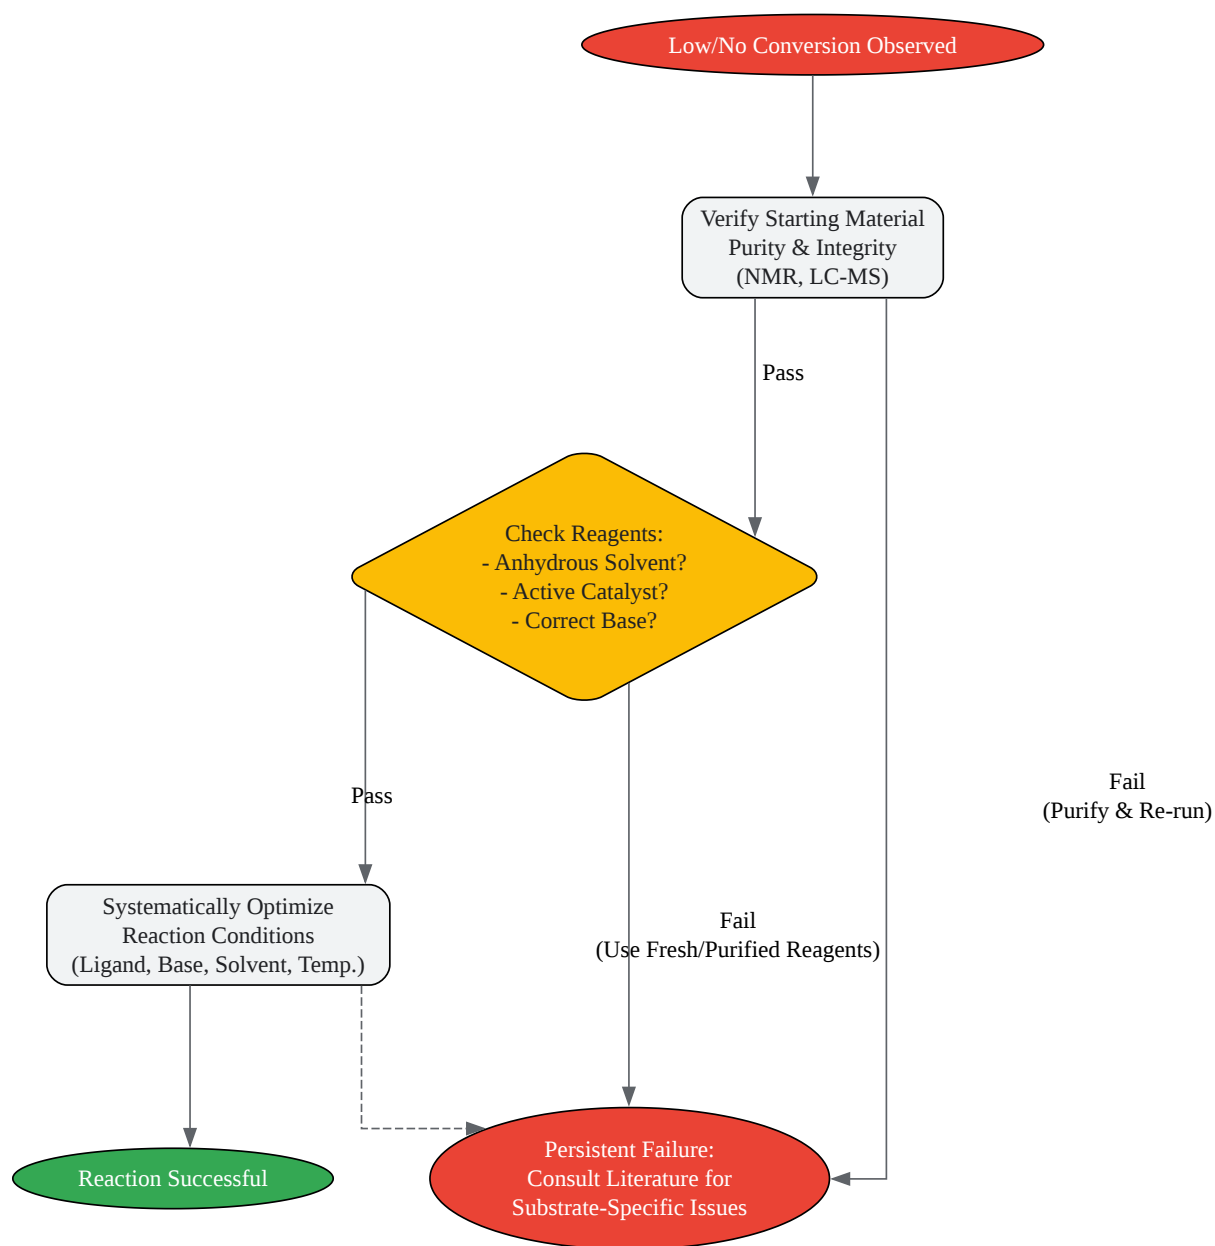 Low/No Conversion Observed
Verify Starting Material
Purity & Integrity
(NMR, LC-MS)
Pass
Check Reagents:
- Anhydrous Solvent?
- Active Catalyst?
- Correct Base?
Pass
Fail
(Purify & Re-run)
Systematically Optimize
Reaction Conditions
(Ligand, Base, Solvent, Temp.)
Fail
(Use Fresh/Purified Reagents)
Reaction Successful
Persistent Failure:
Consult Literature for
Substrate-Specific Issues